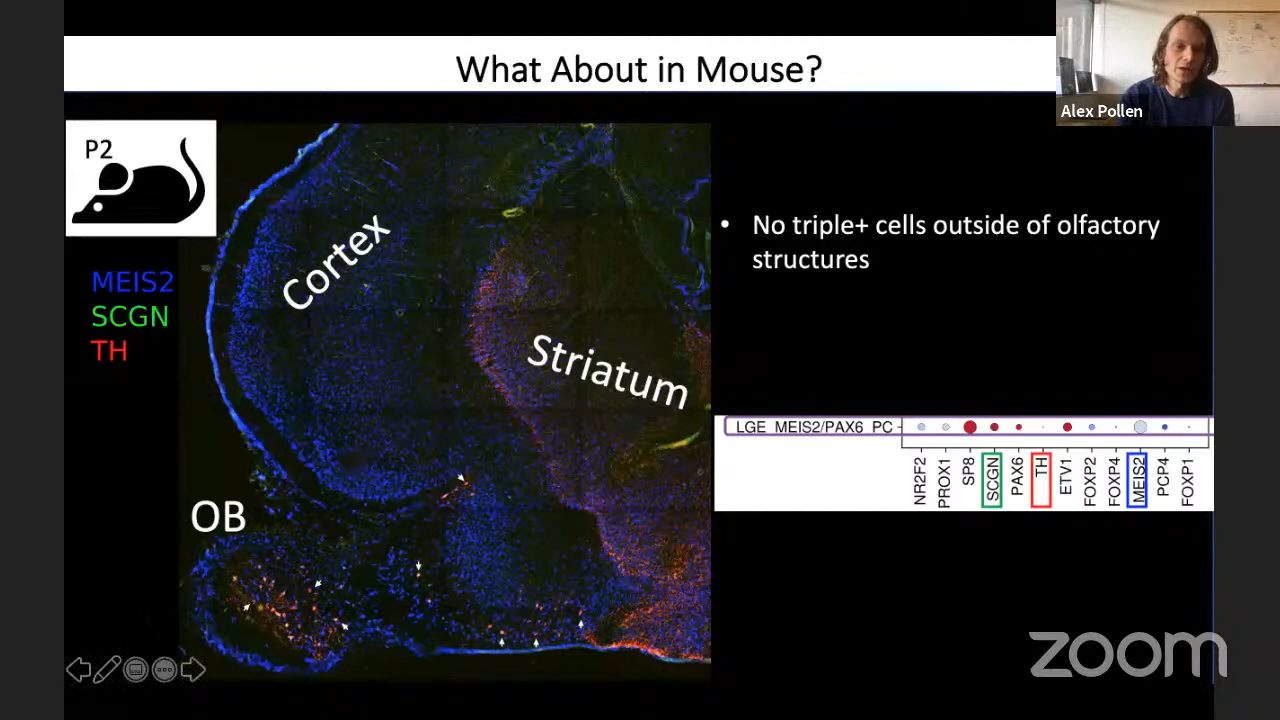 What About in Mouse?
Alex Pollen
P2
Cortex
MEIS2
SCGN
TH
Striatum
OB
• No triple+ cells outside of olfactory
structures
LGE_MEIS2/PAX6_PC
NR2F2
PROX1
SP8
SCGN
PAX6
TH
ETV1
FOXP2
FOXP4
MEIS2
PCP4
FOXP1
zoom